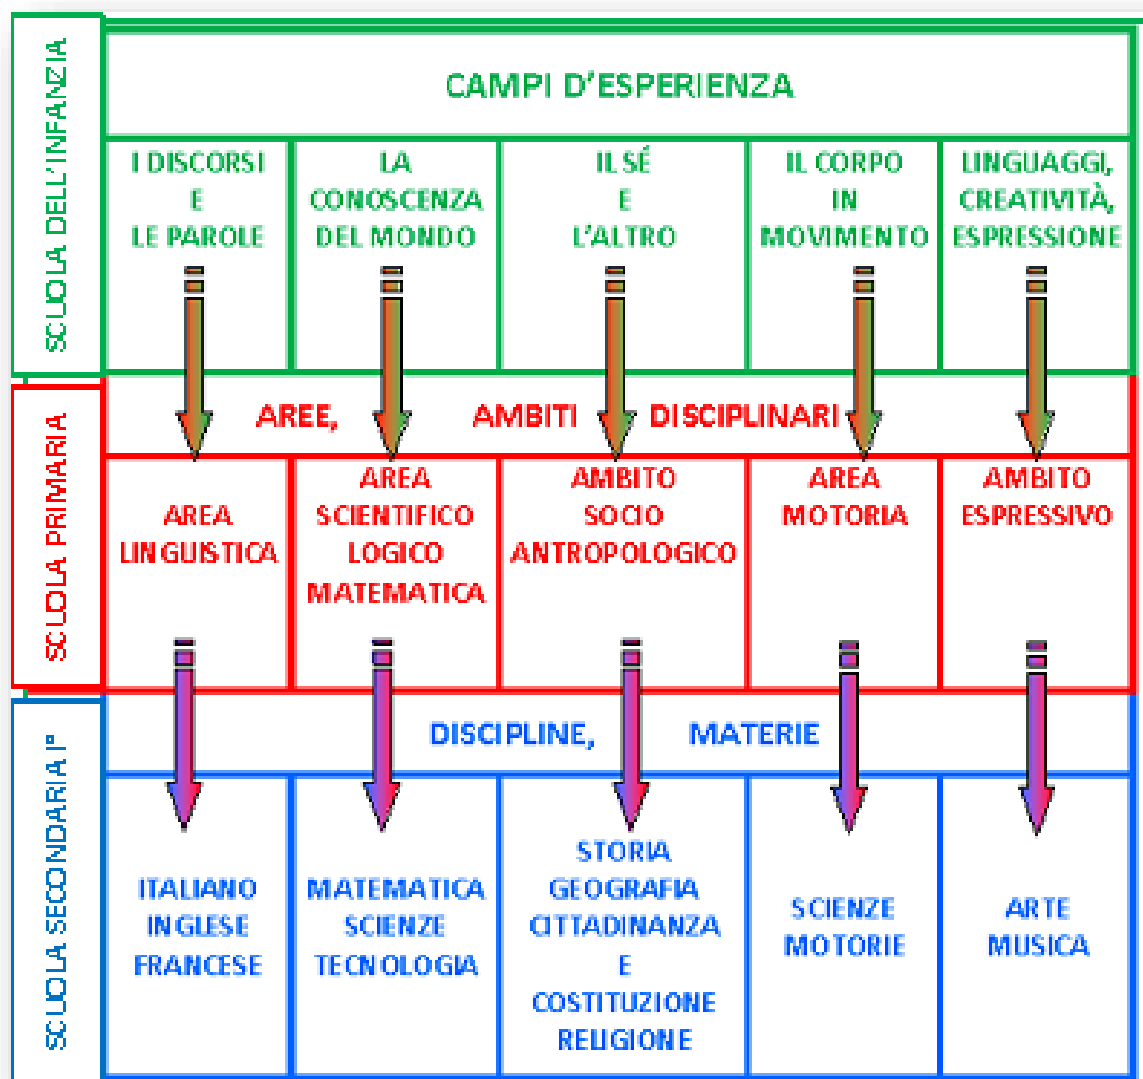 SCUOLA DELL'INFANZIA
CAMPI D'ESPERIENZA
I DISCORSI
E
LE PAROLE
LA
CONOSCENZA
DEL MONDO
IL SÉ
E
L'ALTRO
IL CORPO
IN
MOVIMENTO
LINGUAGGI,
CREATIVITÀ,
ESPRESSIONE
SCUOLA PRIMARIA
AREE, AMBITI DISCIPLINARI
AREA
LINGUISTICA
AREA
SCIENTIFICO
LOGICO
MATEMATICA
AMBITO
SOCIO
ANTROPOLOGICO
AREA
MOTORIA
AMBITO
ESPRESSIVO
SCUOLA SECONDARIA I°
DISCIPLINE, MATERIE
ITALIANO
INGLESE
FRANCESE
MATEMATICA
SCIENZE
TECNOLOGIA
STORIA
GEOGRAFIA
CITTADINANZA
E
COSTITUZIONE
RELIGIONE
SCIENZE
MOTORIE
ARTE
MUSICA